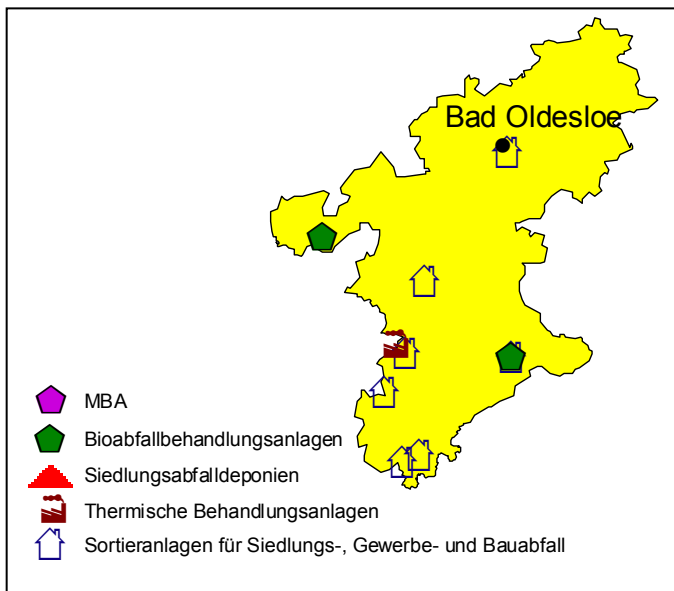 Bad Oldesloe
MBA
Bioabfallbehandlungsanlagen
Siedlungsabfalldeponien
Thermische Behandlungsanlagen
Sortieranlagen für Siedlungs-, Gewerbe- und Bauabfall